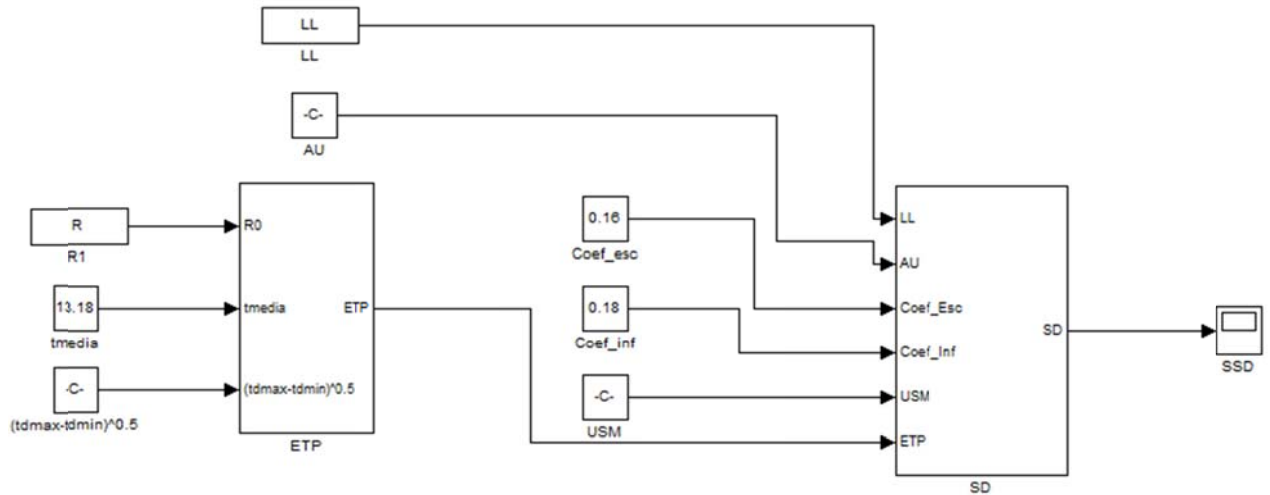 LL
LL
-C-
AU
R
R1
13.18
tmedia
-C-
(tdmax-tdmin)^0.5
R0
tmedia
ETP
(tdmax-tdmin)^0.5
ETP
0.16
Coef_esc
0.18
Coef_inf
-C-
USM
LL
AU
Coef_Esc
Coef_Inf
USM
ETP
SD
SD
SSD